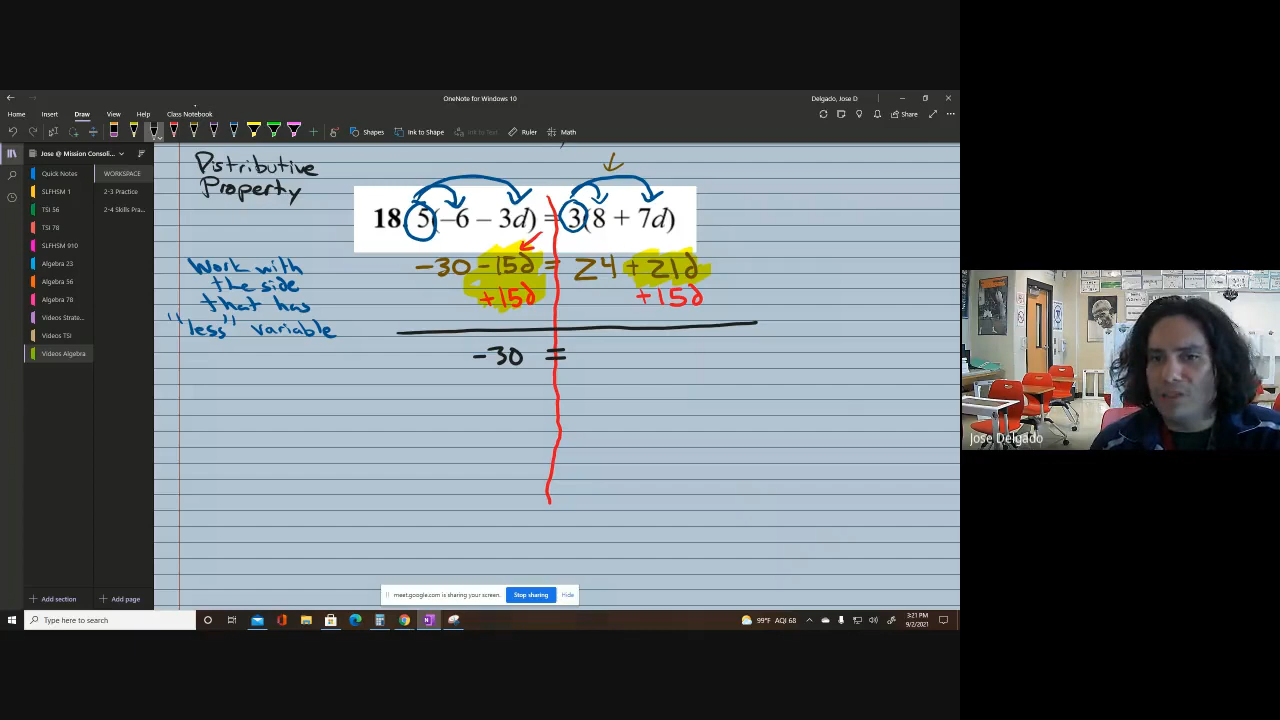 OneNote for Windows 10
Delgado, Jose D
Home Insert Draw View Help Class Notebook
Share
Shapes Ink to Shape Ink to Text Ruler Math
Jose @ Mission Consoli...
Quick Notes
SLFHSM 1
TSI 56
TSI 78
SLFHSM 910
Algebra 23
Algebra 56
Algebra 78
Videos Strate...
Videos TSI
Videos Algebra
WORKSPACE
2-3 Practice
2-4 Skills Pra...
Distributive
Property
18. 5(–6 – 3d) = 3(8 + 7d)
-30 -15d = 24 + 21d
+15d +15d
-30 =
Work with
the side
that has
"less" variable
Add section
Add page
meet.google.com is sharing your screen.
Stop sharing
Hide
Type here to search
99°F AQI 68
3:21 PM
9/2/2021
Jose Delgado